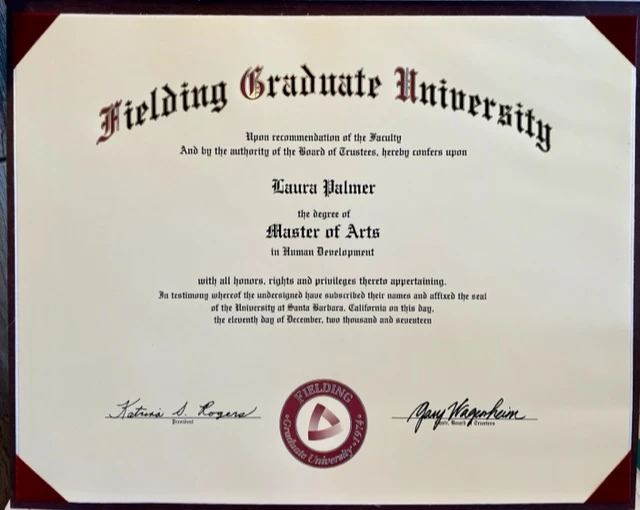 Fielding Graduate University
Upon recommendation of the Faculty
And by the authority of the Board of Trustees, hereby confers upon
Laura Palmer
the degree of
Master of Arts
in Human Development
with all honors, rights and privileges thereto appertaining.
In testimony whereof the undersigned have subscribed their names and affixed the seal
of the University at Santa Barbara, California on this day,
the eleventh day of December, two thousand and seventeen
Katrina S. Rogers
President
Gary Wagenheim
Board of Trustees
FIELDING
Graduate University • 1974 •